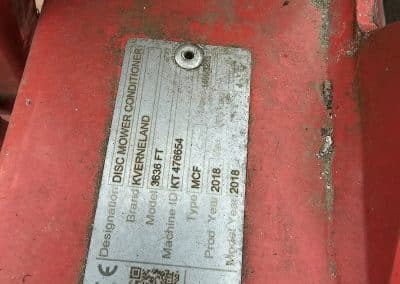 Designation DISC MOWER CONDITIONER
Brand KVERNELAND
Model 3636 FT
Machine ID KT 476654
Type MCF
Prod Year 2018
Model Year 2018
CE